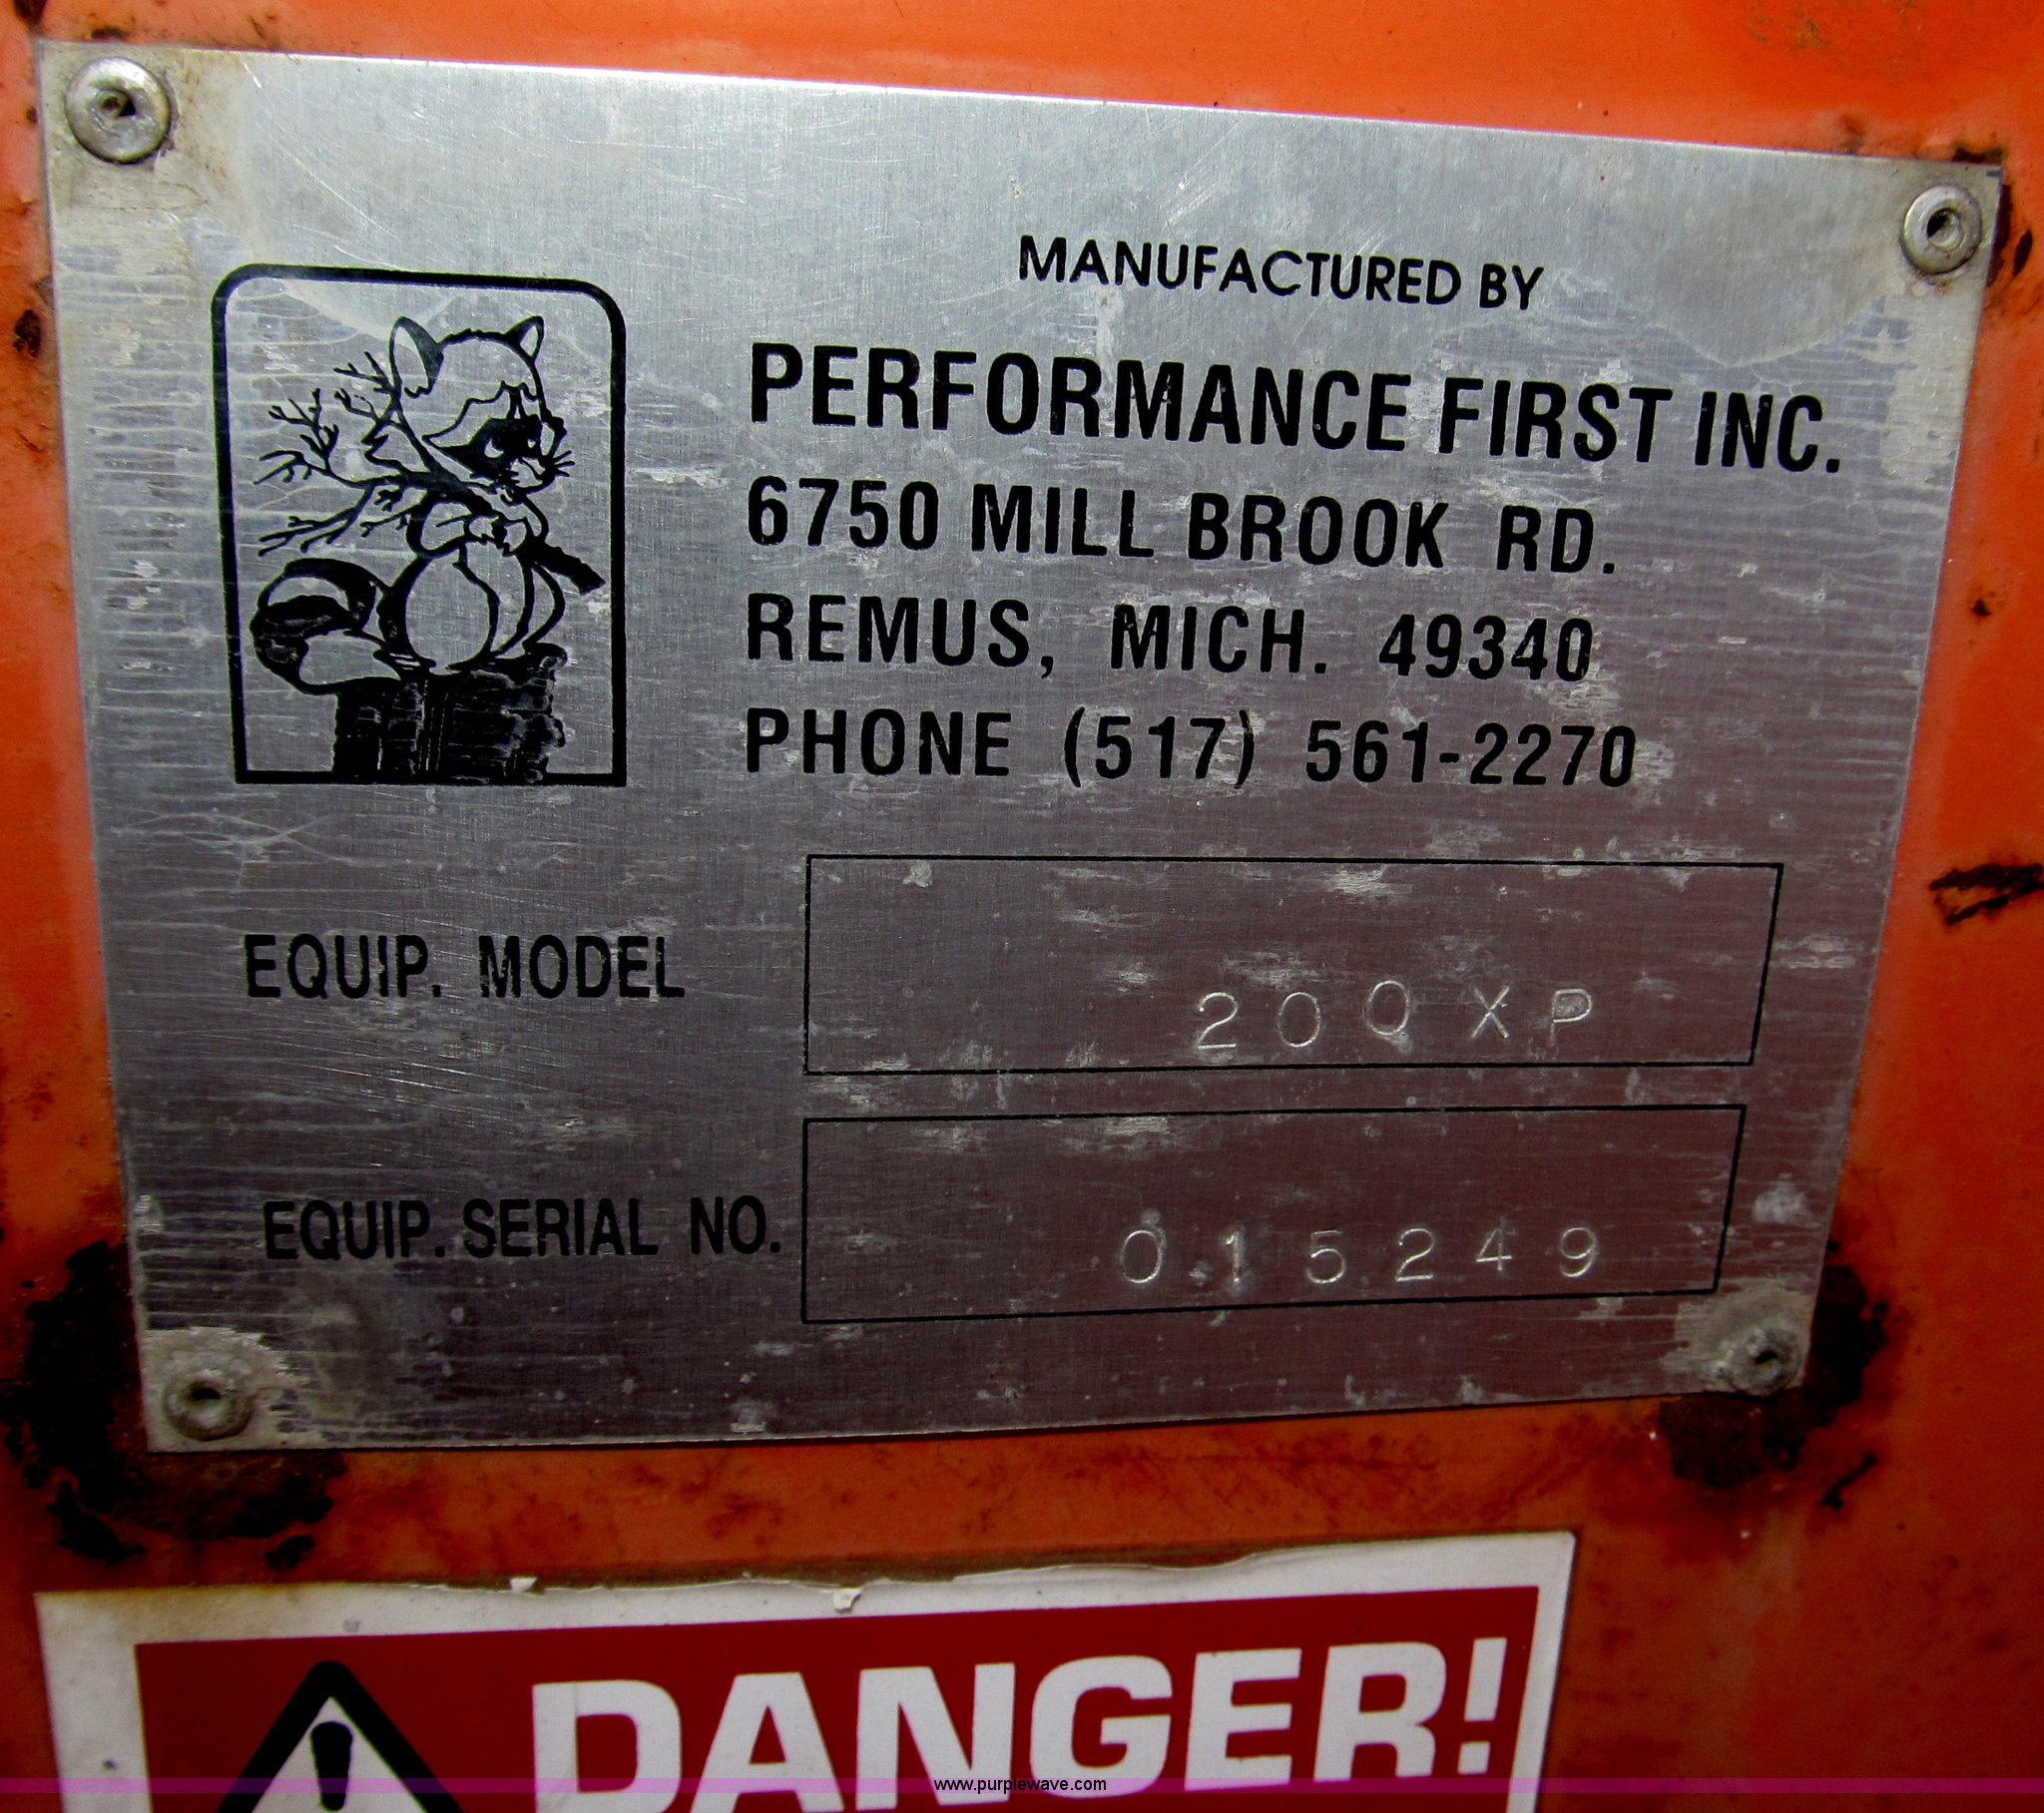 MANUFACTURED BY
PERFORMANCE FIRST INC.
6750 MILL BROOK RD.
REMUS, MICH. 49340
PHONE (517) 561-2270
EQUIP. MODEL 200XP
EQUIP. SERIAL NO. 015249
DANGER!
www.purplewave.com